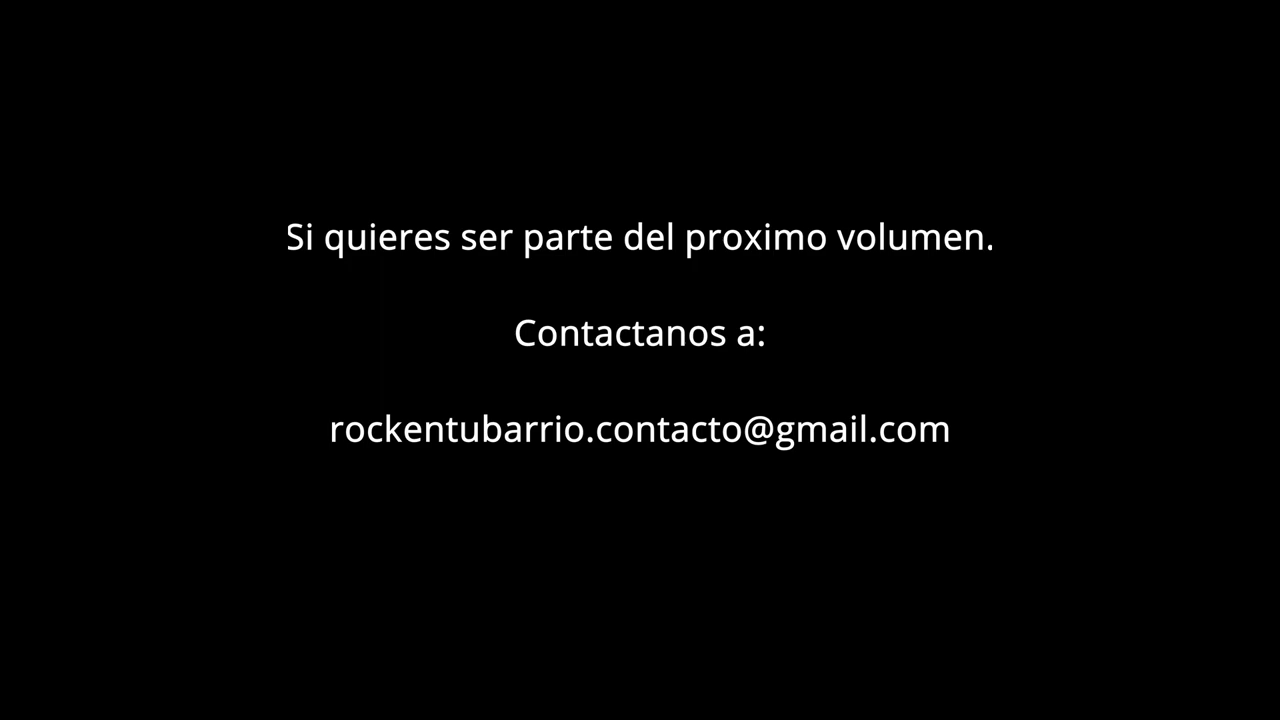 Si quieres ser parte del proximo volumen.
Contactanos a:
rockentubarrio.contacto@gmail.com